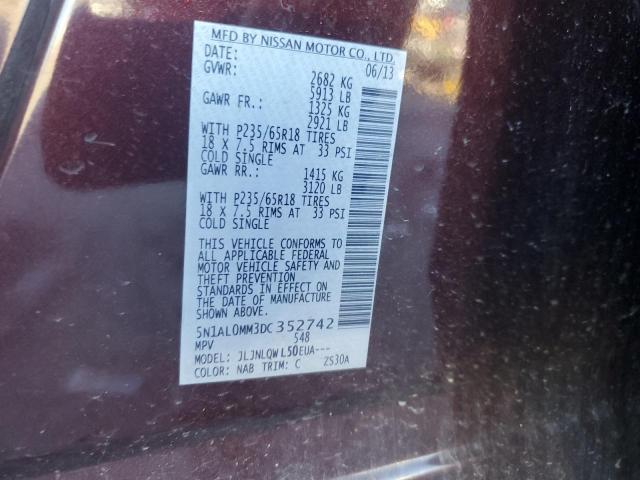 MFD BY NISSAN MOTOR CO., LTD.
DATE: 06/13
GVWR: 2682 KG
5913 LB
GAWR FR.: 1325 KG
2921 LB
WITH P235/65R18 TIRES
18 X 7.5 RIMS AT 33 PSI
COLD SINGLE
GAWR RR.: 1415 KG
3120 LB
WITH P235/65R18 TIRES
18 X 7.5 RIMS AT 33 PSI
COLD SINGLE
THIS VEHICLE CONFORMS TO
ALL APPLICABLE FEDERAL
MOTOR VEHICLE SAFETY AND
THEFT PREVENTION
STANDARDS IN EFFECT ON
THE DATE OF MANUFACTURE
SHOWN ABOVE.
5N1AL0MM3DC352742
MPV 548
MODEL: JLJNLQWL50EUA---
COLOR: NAB TRIM: C ZS30A